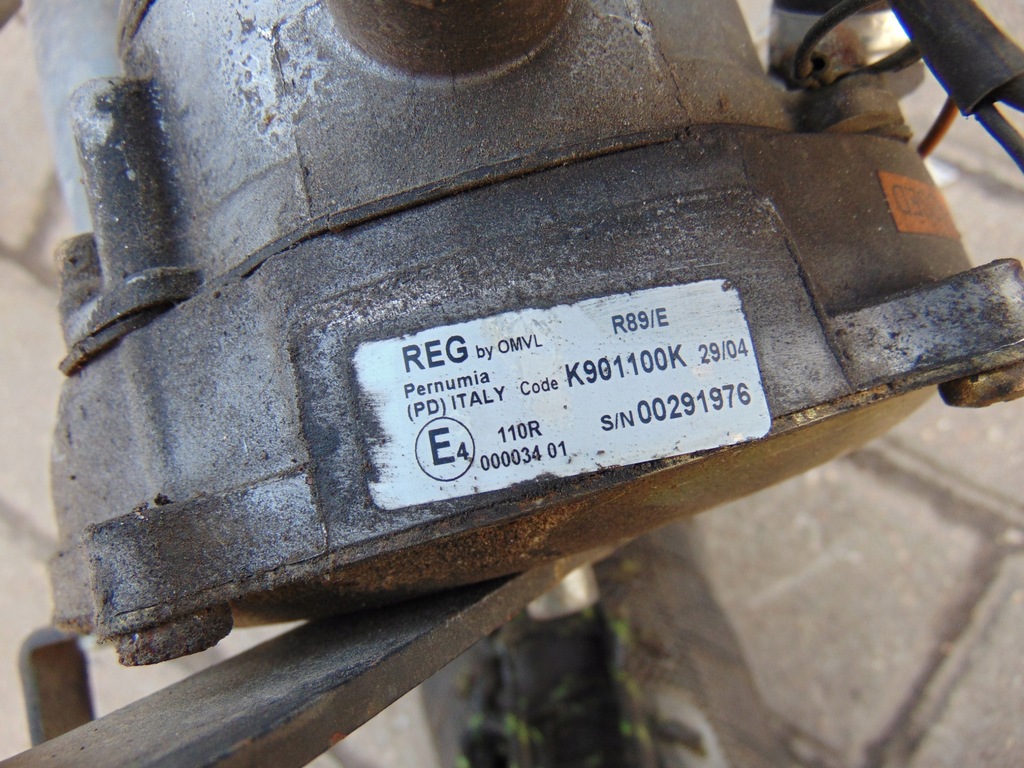 REG by OMVL R89/E
Pernumia
(PD) ITALY Code K901100K 29/04
E4 110R S/N 00291976
000034 01